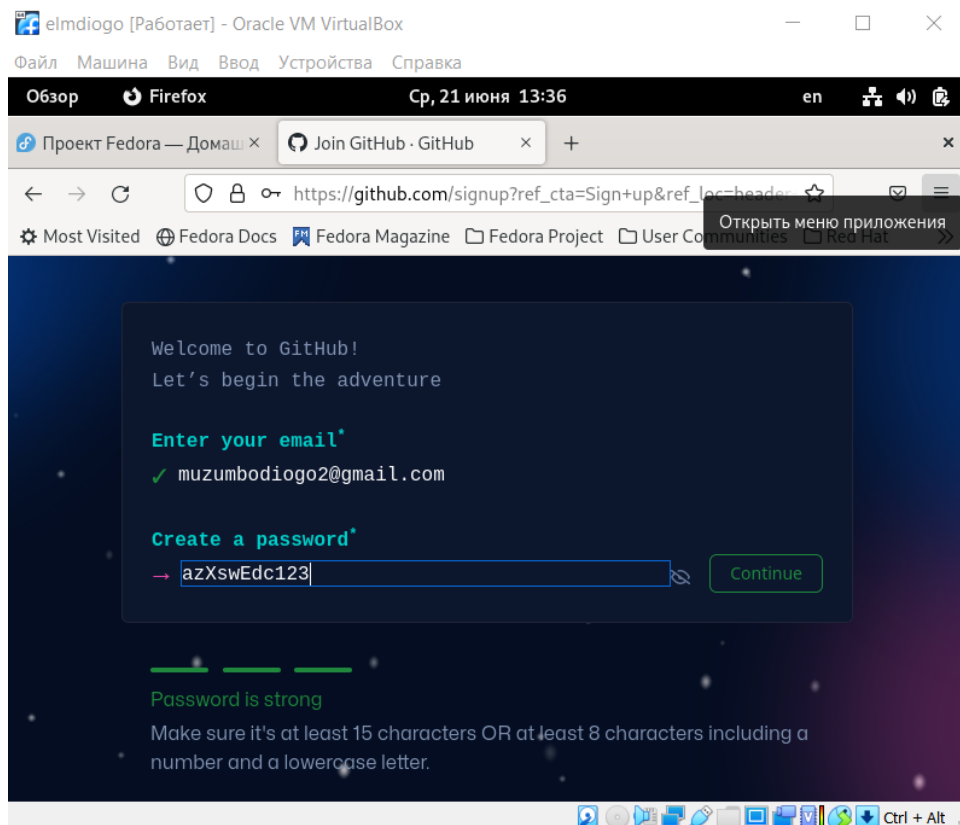 elmdiogo [Работает] - Oracle VM VirtualBox
Файл Машина Вид Ввод Устройства Справка
Обзор Firefox Ср, 21 июня 13:36 en
Проект Fedora — Домаш × Join GitHub · GitHub × + ×
https://github.com/signup?ref_cta=Sign+up&ref_loc=header
Открыть меню приложения
Most Visited Fedora Docs Fedora Magazine Fedora Project User Communities Red Hat »
Welcome to GitHub!
Let’s begin the adventure
Enter your email*
✓ muzumbodiogo2@gmail.com
Create a password*
→ azXswEdc123 Continue
Password is strong
Make sure it's at least 15 characters OR at least 8 characters including a
number and a lowercase letter.
Ctrl + Alt